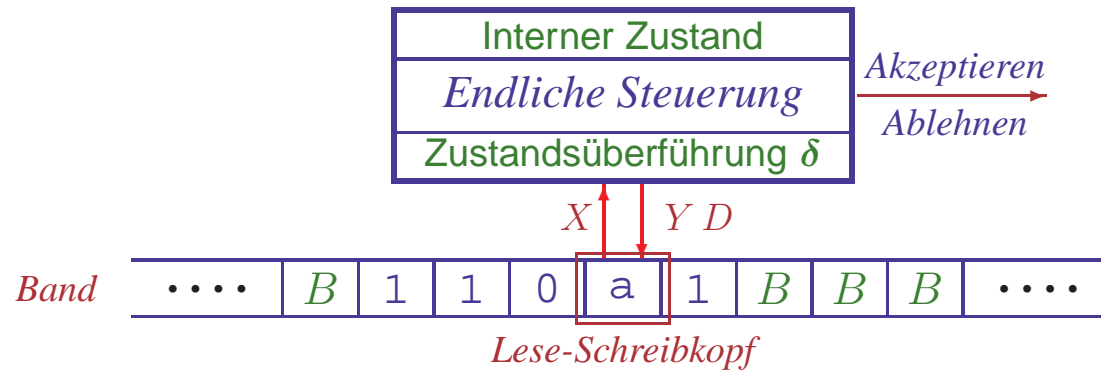 Interner Zustand
Endliche Steuerung
Zustandsüberführung δ
Akzeptieren
Ablehnen
X Y D
Band .... B 1 1 0 a 1 B B B ....
Lese-Schreibkopf